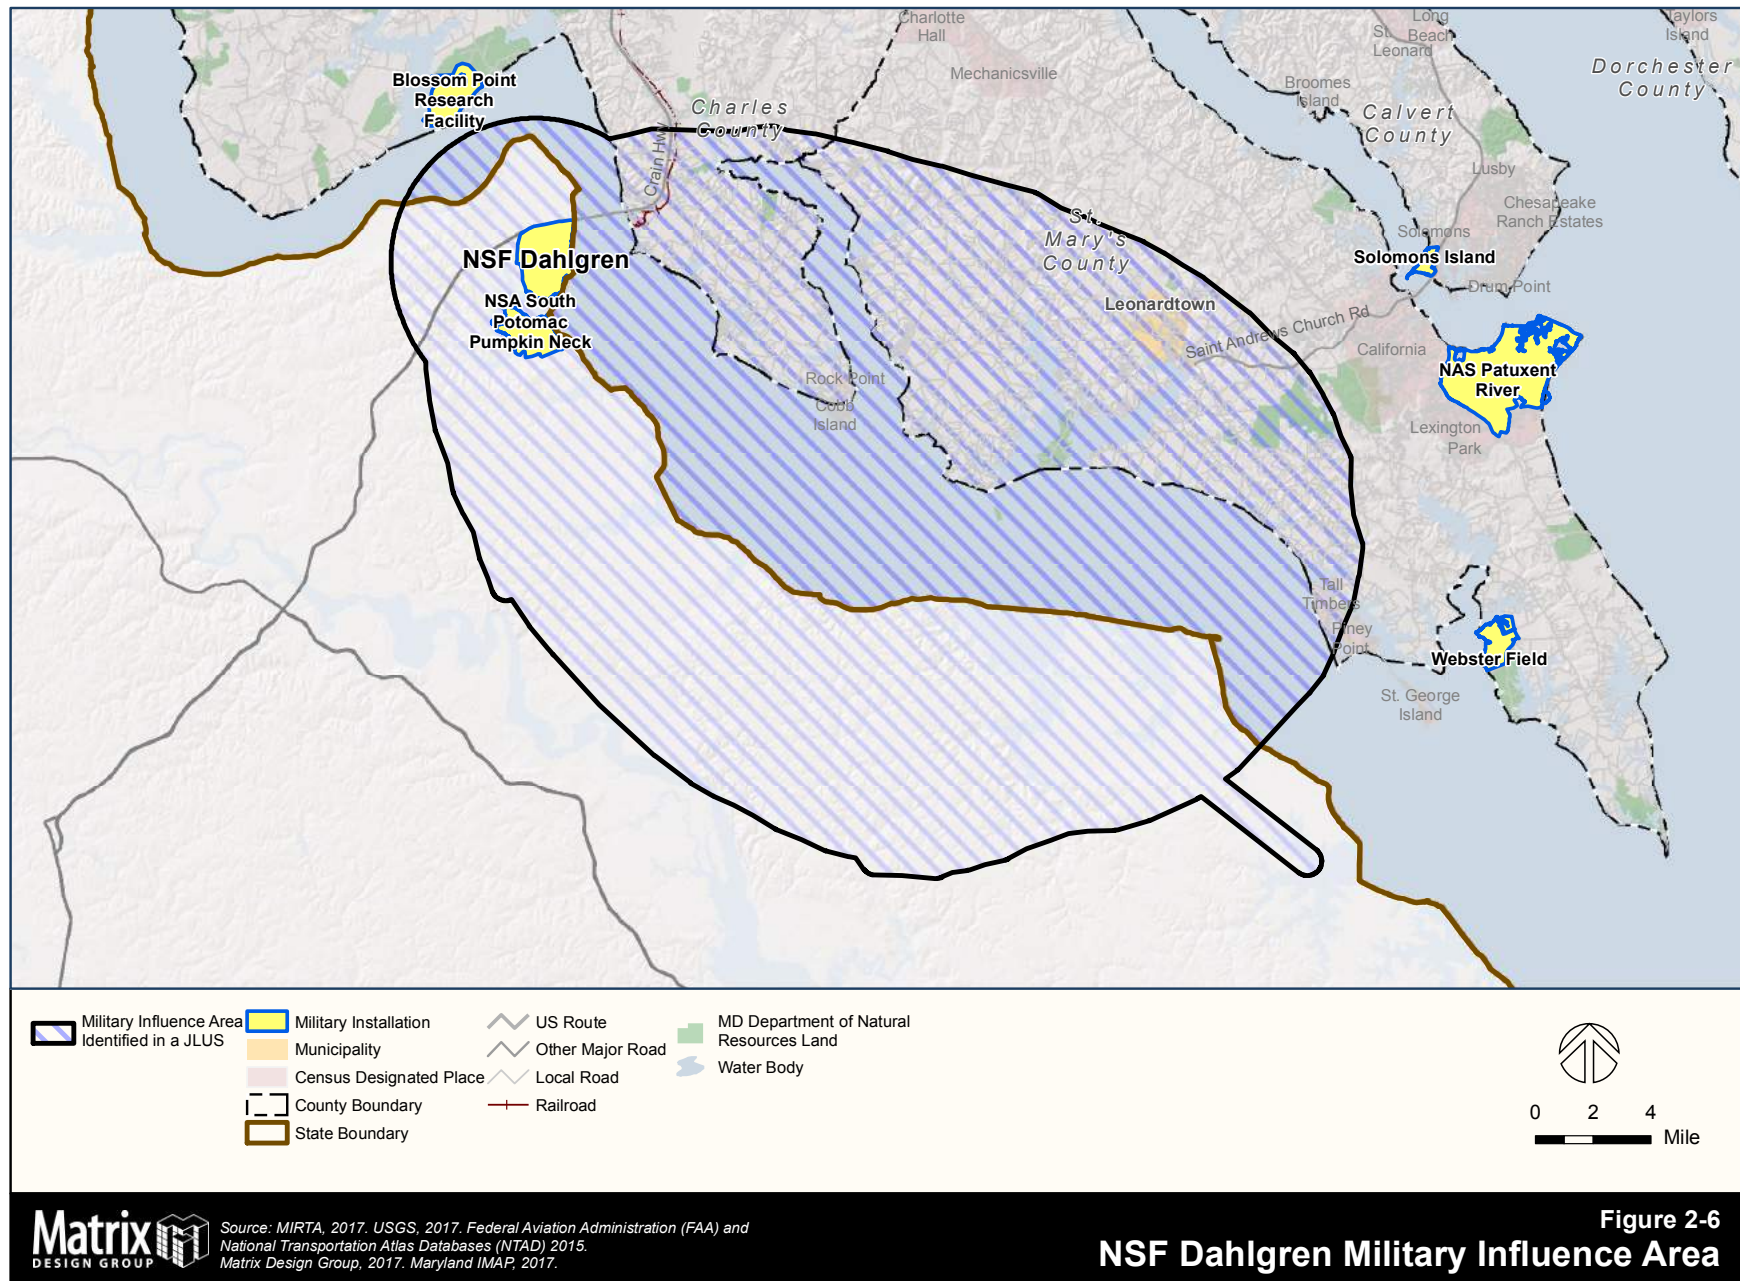 Charlotte
Hall
Long
Beach
St.
Leonard
Taylors
Island
Dorchester
County
Mechanicsville
Broomes
Island
Blossom Point
Research
Facility
Charles
County
Calvert
County
Crain Hwy
Lusby
Chesapeake
Ranch Estates
St.
Mary's
County
Solomons
Solomons Island
NSF Dahlgren
Drum Point
NSA South
Potomac
Pumpkin Neck
Leonardtown
Saint Andrews Church Rd
California
NAS Patuxent
River
Rock Point
Cobb
Island
Lexington
Park
Tall
Timbers
Piney
Point
Webster Field
St. George
Island
Military Influence Area
Identified in a JLUS
Military Installation
Municipality
Census Designated Place
County Boundary
State Boundary
US Route
Other Major Road
Local Road
Railroad
MD Department of Natural
Resources Land
Water Body
0 2 4
Mile
Matrix
DESIGN GROUP
Source: MIRTA, 2017. USGS, 2017. Federal Aviation Administration (FAA) and
National Transportation Atlas Databases (NTAD) 2015.
Matrix Design Group, 2017. Maryland IMAP, 2017.
Figure 2-6
NSF Dahlgren Military Influence Area